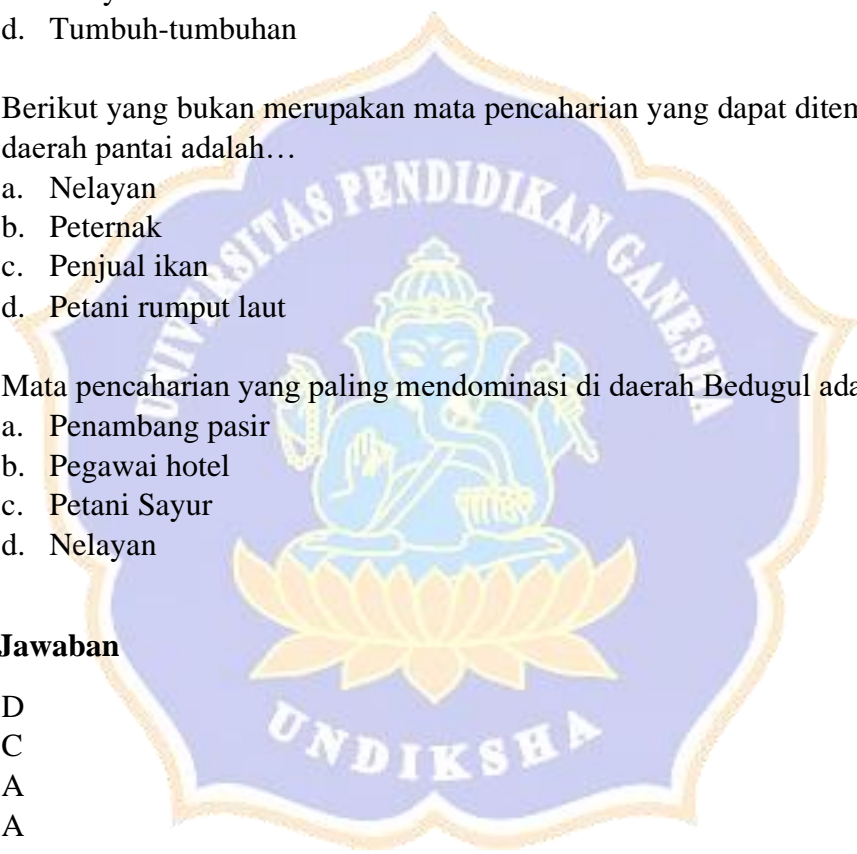 d. Tumbuh-tumbuhan
Berikut yang bukan merupakan mata pencaharian yang dapat
daerah pantai adalah…
a. Nelayan
b. Peternak
c. Penjual ikan
d. Petani rumput laut
Mata pencaharian yang paling mendominasi di daerah Bedugul
a. Penambang pasir
b. Pegawai hotel
c. Petani Sayur
d. Nelayan
Jawaban
D
C
A
A
UNIVERSITAS PENDIDIKAN GANESHA
UNDIKSHA